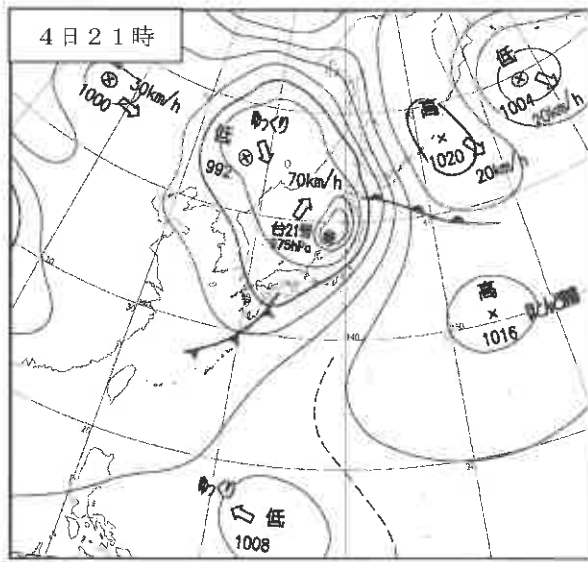 4日21時
30km/h
1000
低
992
ゆっくり
70km/h
台21号
975hPa
高
1020
20km/h
低
1004
20km/h
高
1016
ほとんど停滞
ゆっくり
低
1008